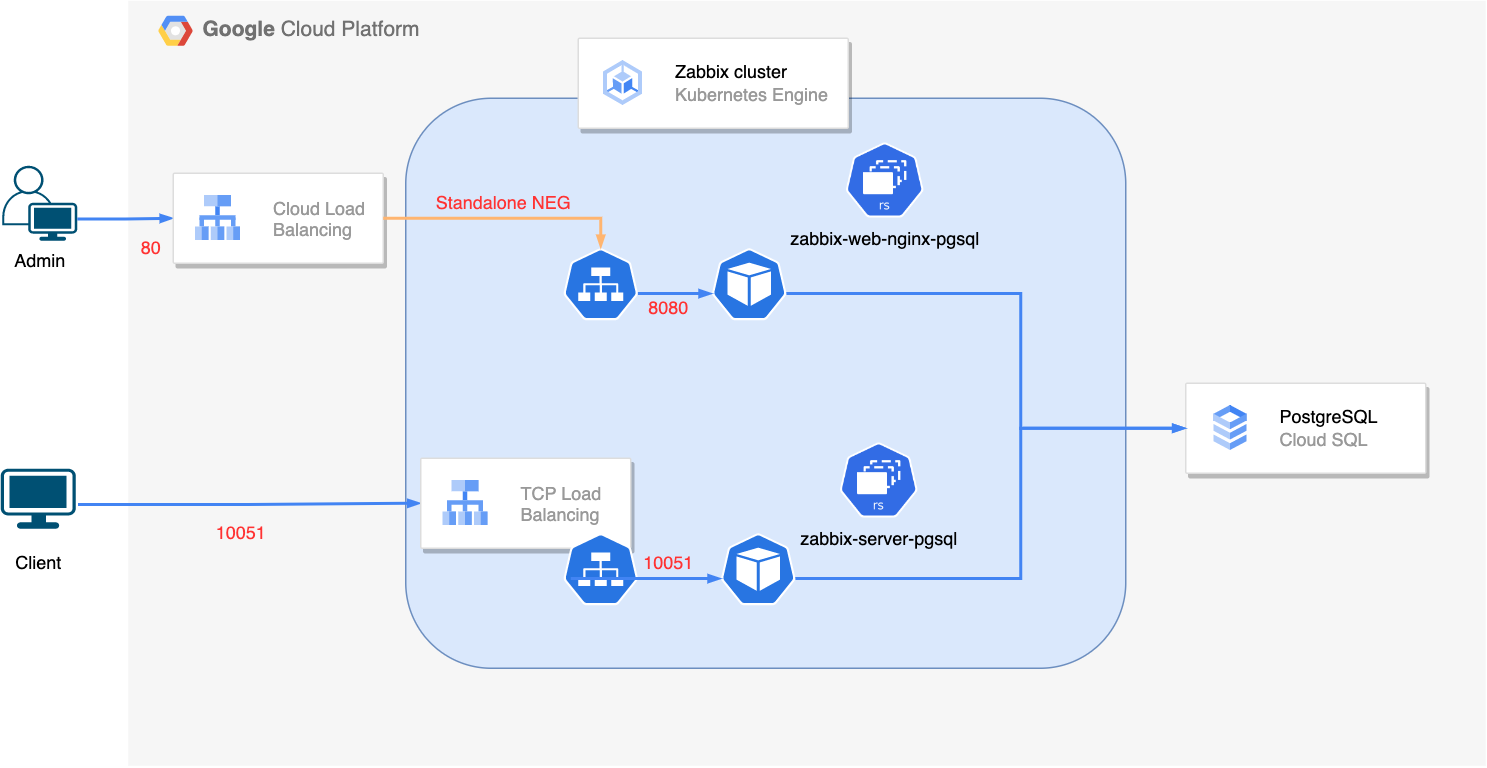 Google Cloud Platform
Zabbix cluster
Kubernetes Engine
rs
zabbix-web-nginx-pgsql
Cloud Load
Balancing
Standalone NEG
80
Admin
8080
PostgreSQL
Cloud SQL
rs
zabbix-server-pgsql
TCP Load
Balancing
10051
10051
Client